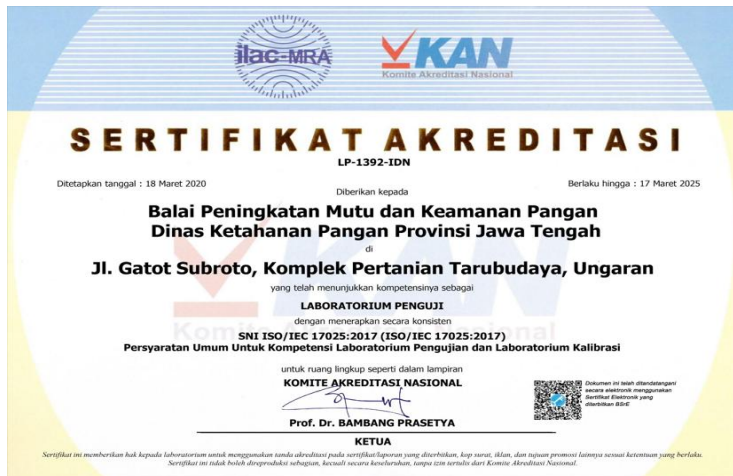 ilac-MRA
KAN
Komite Akreditasi Nasional
SERTIFIKAT AKREDITASI
LP-1392-IDN
Ditetapkan tanggal : 18 Maret 2020
Berlaku hingga : 17 Maret 2025
Diberikan kepada
Balai Peningkatan Mutu dan Keamanan Pangan
Dinas Ketahanan Pangan Provinsi Jawa Tengah
di
Jl. Gatot Subroto, Komplek Pertanian Tarubudaya, Ungaran
yang telah menunjukkan kompetensinya sebagai
LABORATORIUM PENGUJI
dengan menerapkan secara konsisten
SNI ISO/IEC 17025:2017 (ISO/IEC 17025:2017)
Persyaratan Umum Untuk Kompetensi Laboratorium Pengujian dan Laboratorium Kalibrasi
untuk ruang lingkup seperti dalam lampiran
KOMITE AKREDITASI NASIONAL
Dokumen ini telah ditandatangani
secara elektronik menggunakan
Sertifikat Elektronik yang
diterbitkan BSrE
Prof. Dr. BAMBANG PRASETYA
KETUA
Sertifikat ini memberikan hak kepada laboratorium untuk menggunakan tanda akreditasi pada sertifikat/laporan yang diterbitkan, kop surat, iklan, dan tujuan promosi lainnya sesuai ketentuan yang berlaku.
Sertifikat ini tidak boleh direproduksi sebagian, kecuali secara keseluruhan, tanpa izin tertulis dari Komite Akreditasi Nasional.